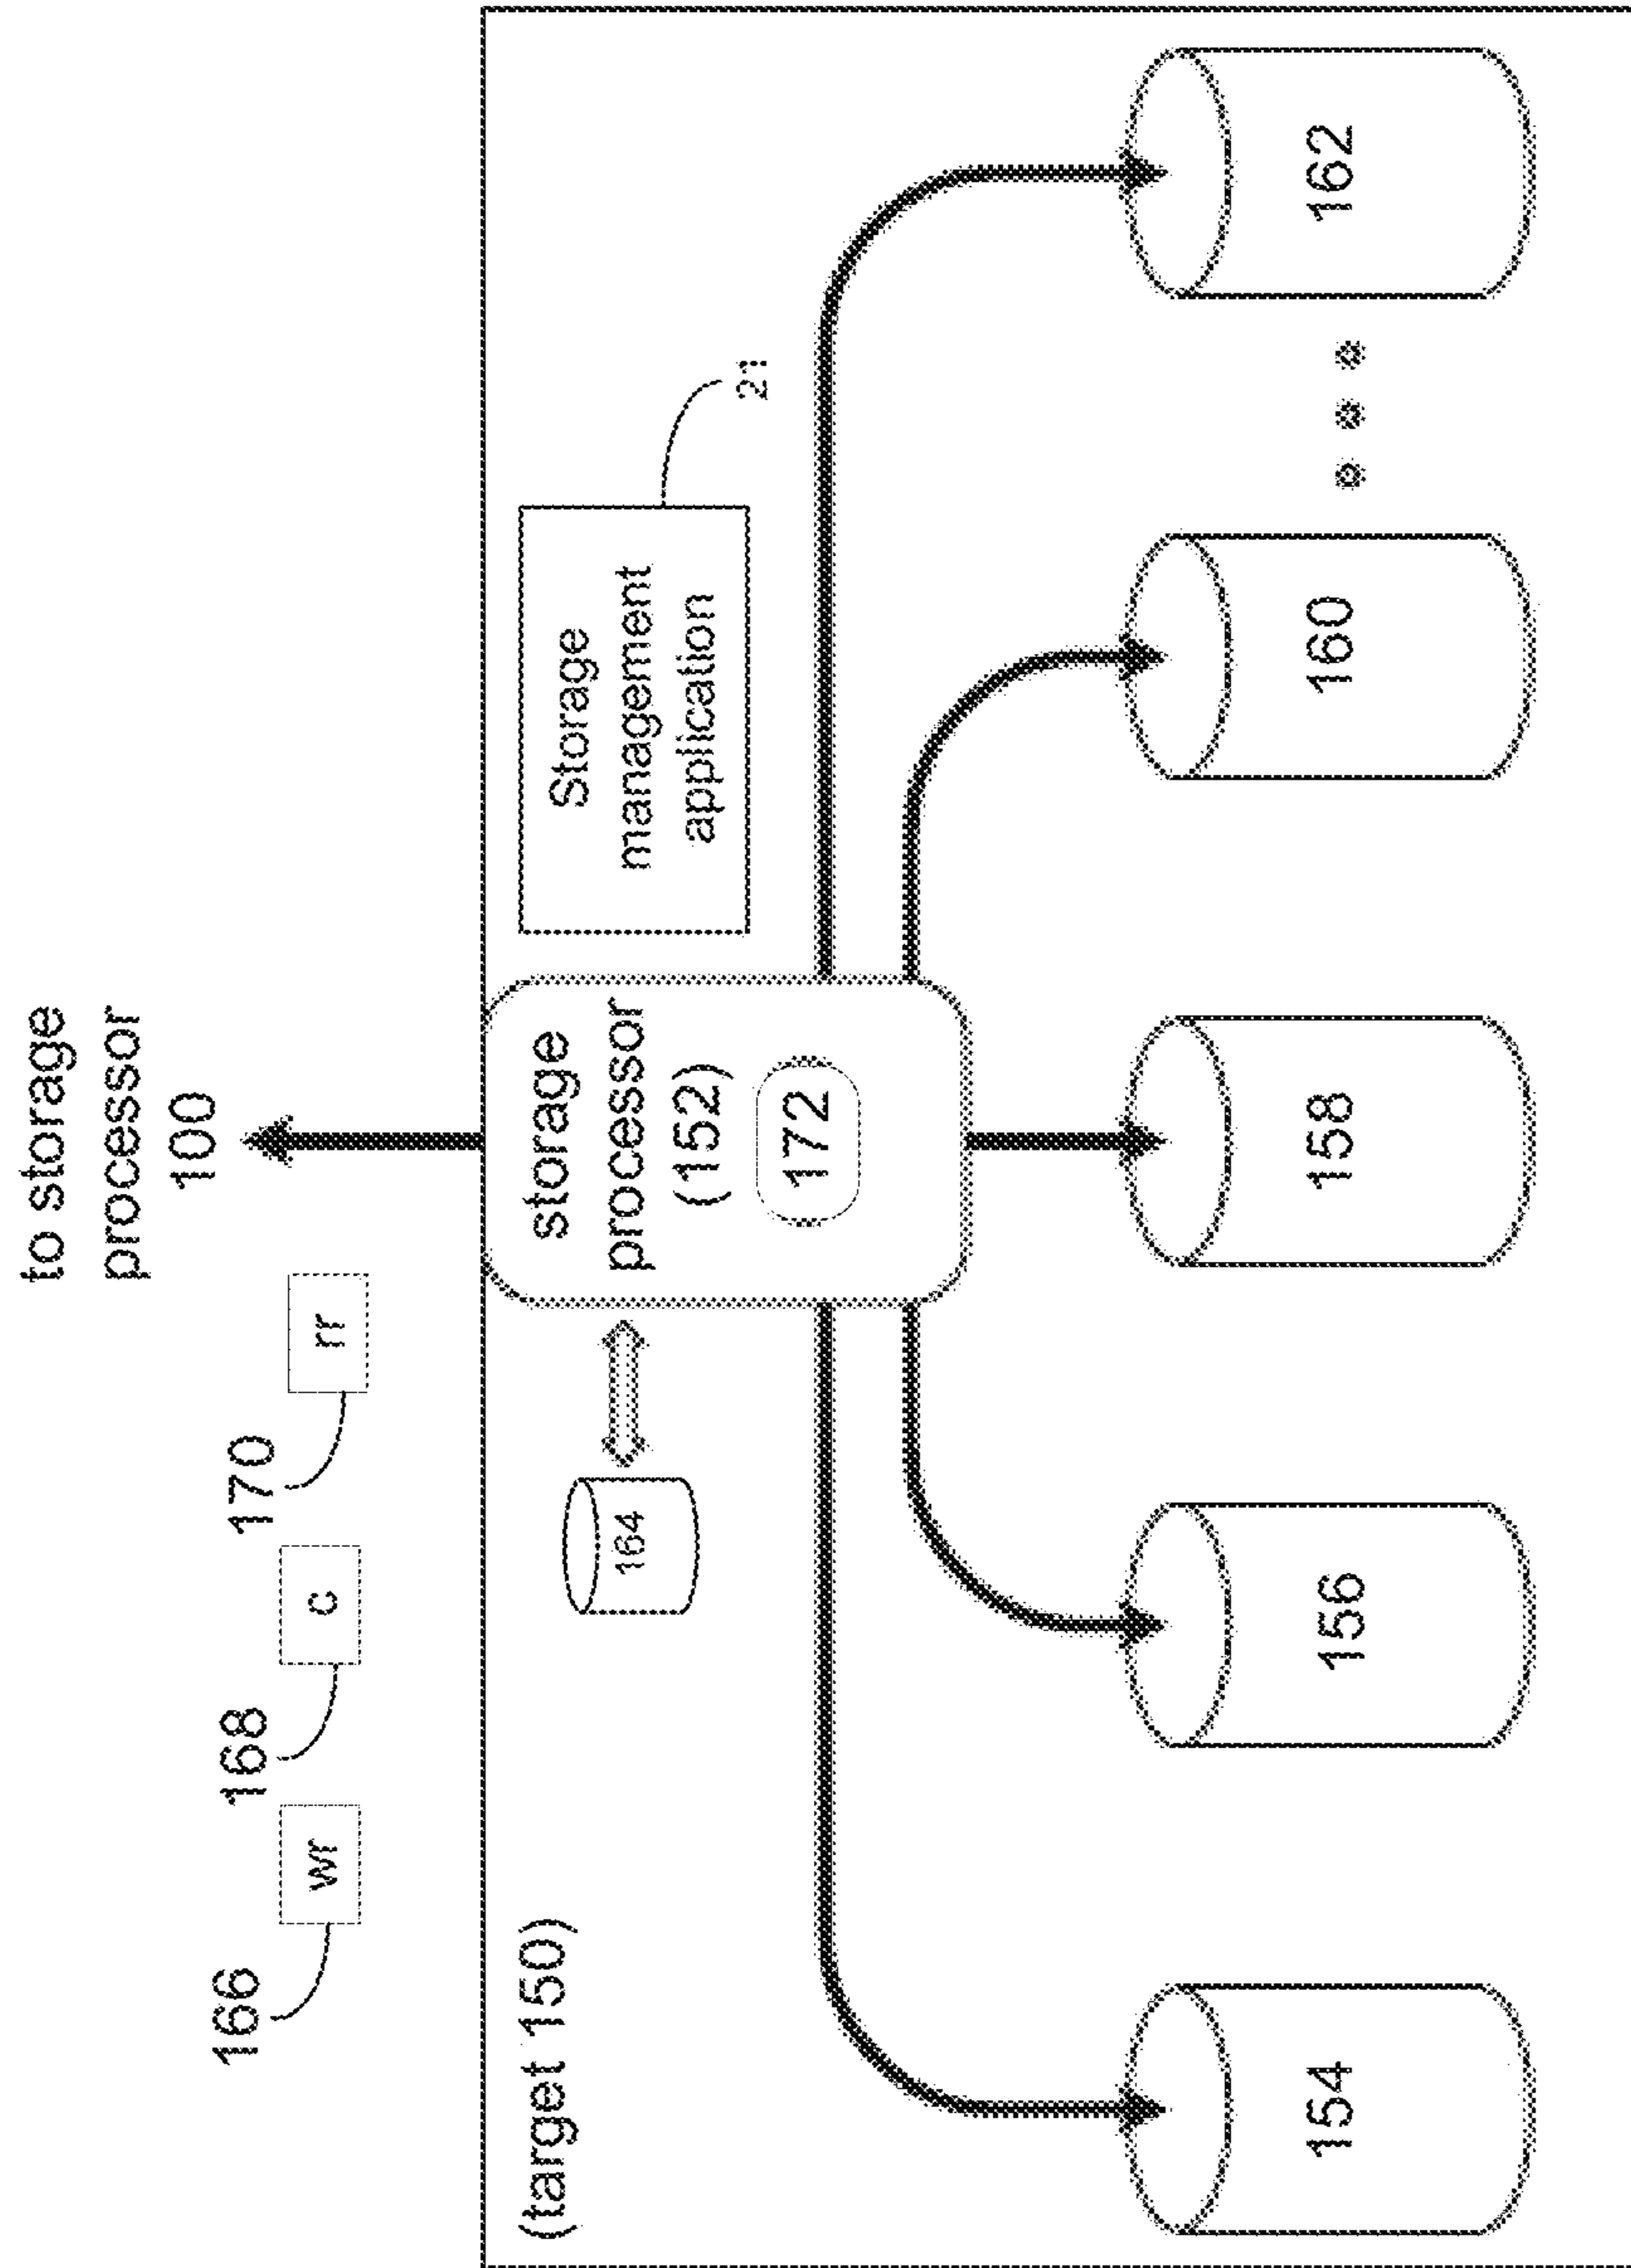 to storage
processor
100
166
168
170
wr
c
rr
(target 150)
164
storage
processor
(152)
172
Storage
management
application
21
154
156
158
160
162